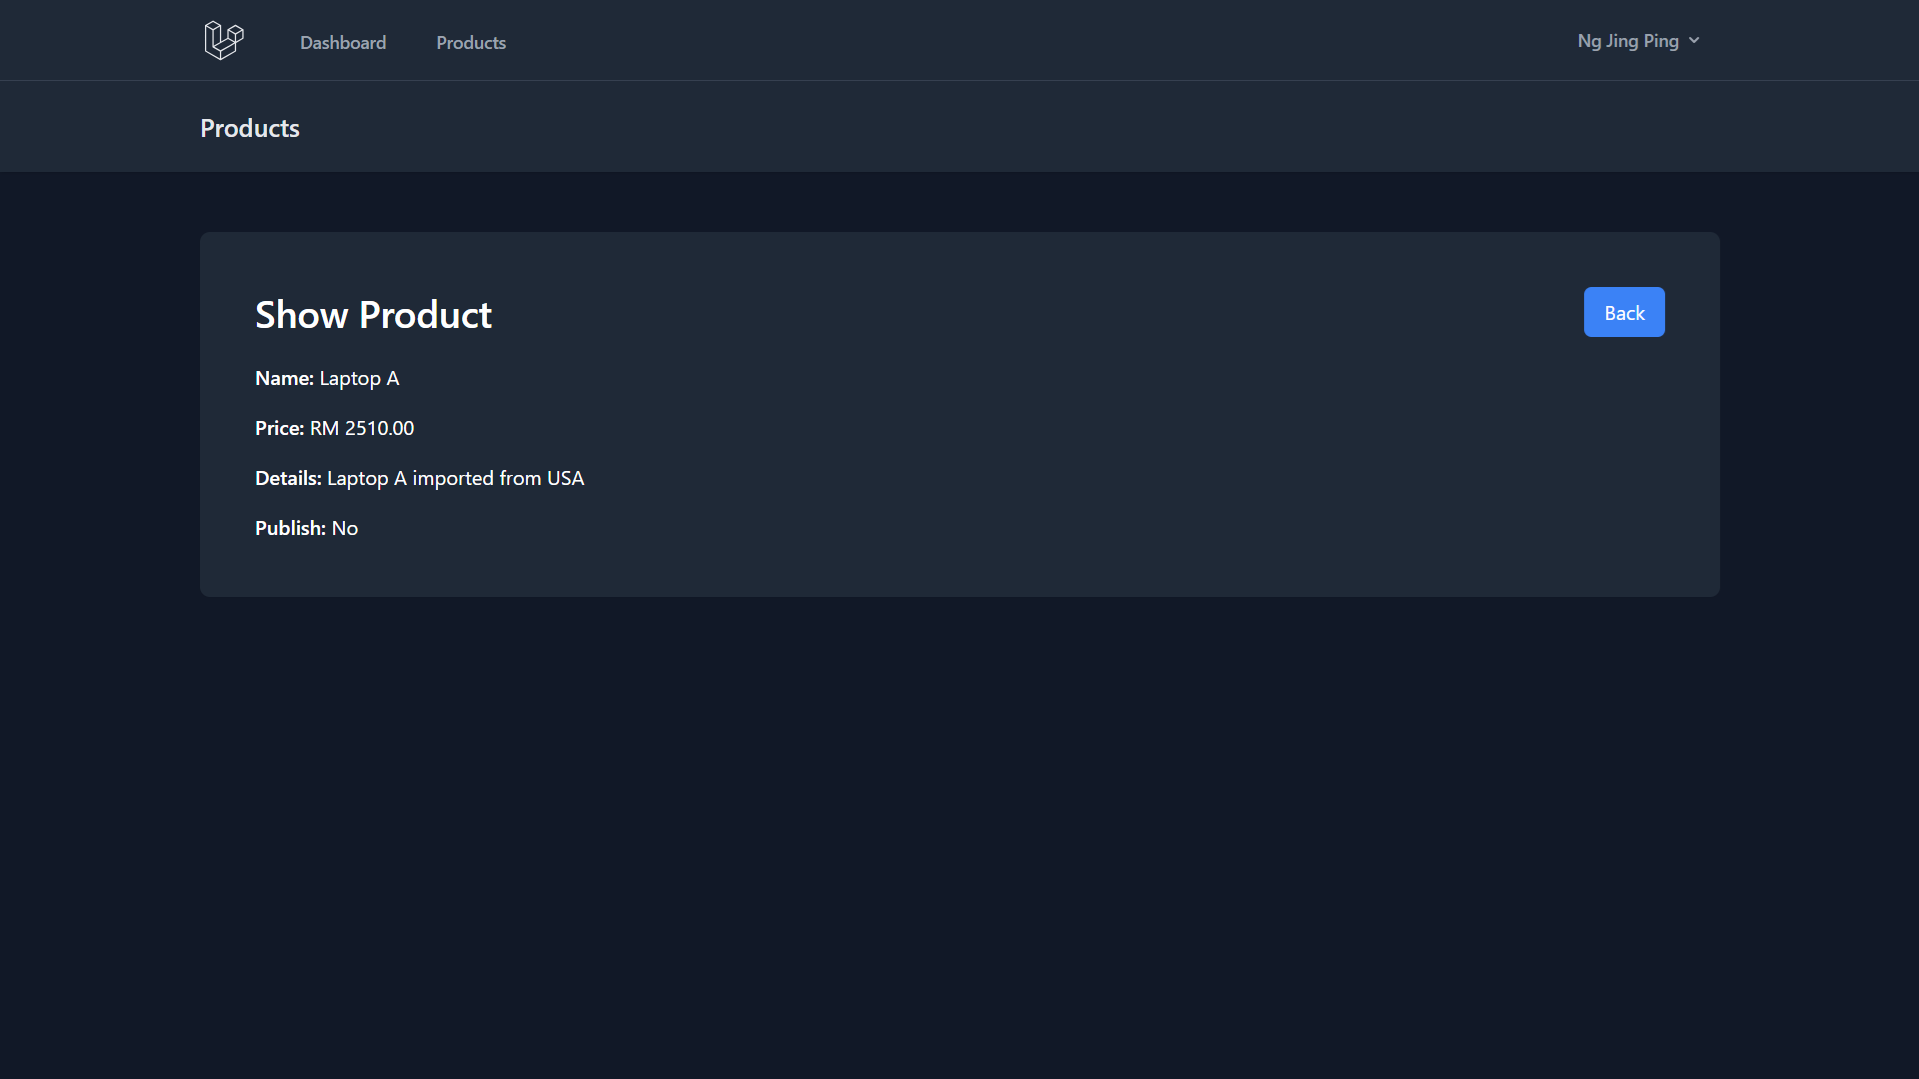 Dashboard Products Ng Jing Ping
Products
Show Product Back
Name: Laptop A
Price: RM 2510.00
Details: Laptop A imported from USA
Publish: No